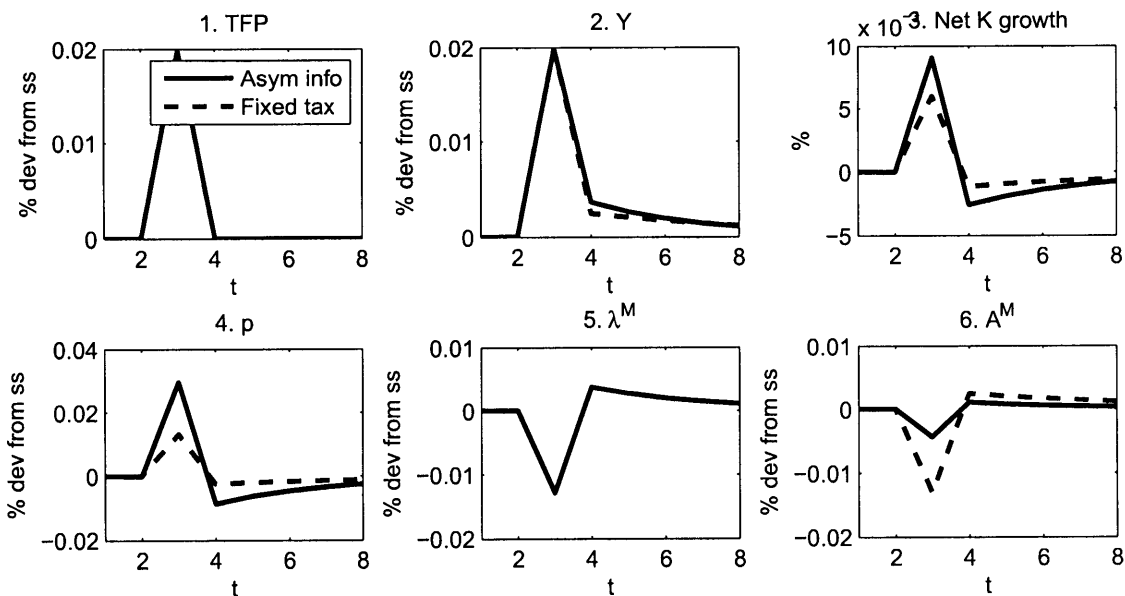 1. TFP
% dev from ss
0.02
0.01
0
2
4
6
8
t
Asym info
Fixed tax
2. Y
% dev from ss
0.02
0.01
0
2
4
6
8
t
x 10⁻³
3. Net K growth
%
10
5
0
−5
2
4
6
8
t
4. p
% dev from ss
0.04
0.02
0
−0.02
2
4
6
8
t
5. λᴹ
% dev from ss
0.01
0
−0.01
−0.02
2
4
6
8
t
6. Aᴹ
% dev from ss
0.01
0
−0.01
−0.02
2
4
6
8
t